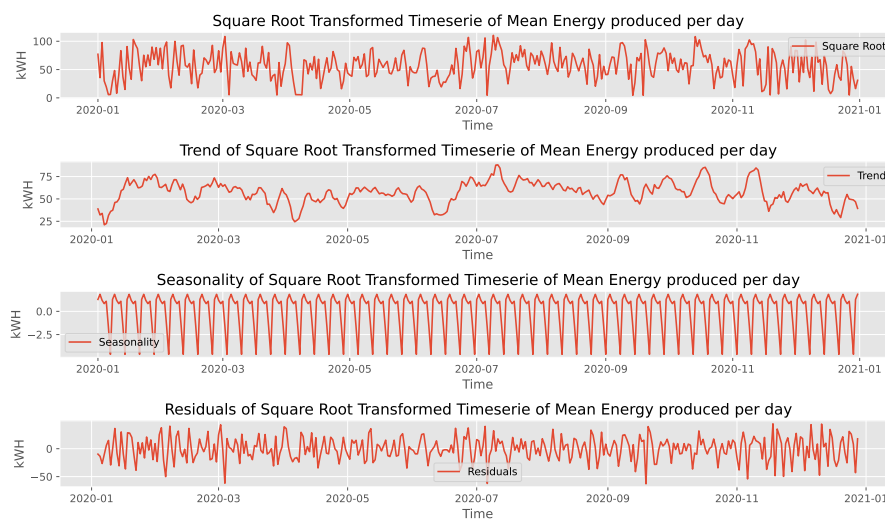 Square Root Transformed Timeserie of Mean Energy produced per day
100
50
0
kWH
Square Root
2020-01 2020-03 2020-05 2020-07 2020-09 2020-11 2021-01
Time
Trend of Square Root Transformed Timeserie of Mean Energy produced per day
75
50
25
kWH
Trend
2020-01 2020-03 2020-05 2020-07 2020-09 2020-11 2021-01
Time
Seasonality of Square Root Transformed Timeserie of Mean Energy produced per day
0.0
−2.5
kWH
Seasonality
2020-01 2020-03 2020-05 2020-07 2020-09 2020-11 2021-01
Time
Residuals of Square Root Transformed Timeserie of Mean Energy produced per day
0
−50
kWH
Residuals
2020-01 2020-03 2020-05 2020-07 2020-09 2020-11 2021-01
Time